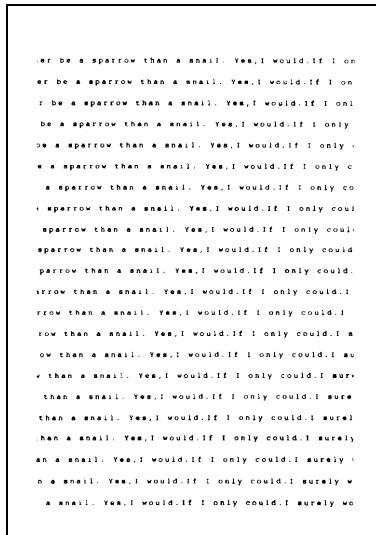 er be a sparrow than a snail. Yes,I would.If I on
er be a sparrow than a snail. Yes,I would.If I on
r be a sparrow than a snail. Yes,I would.If I onl
be a sparrow than a snail. Yes,I would.If I only
be a sparrow than a snail. Yes,I would.If I only
e a sparrow than a snail. Yes,I would.If I only c
a sparrow than a snail. Yes,I would.If I only co
sparrow than a snail. Yes,I would.If I only coul
sparrow than a snail. Yes,I would.If I only could
sparrow than a snail. Yes,I would.If I only could
parrow than a snail. Yes,I would.If I only could.
rrow than a snail. Yes,I would.If I only could.I
rrow than a snail. Yes,I would.If I only could.I
row than a snail. Yes,I would.If I only could.I s
ow than a snail. Yes,I would.If I only could.I su
than a snail. Yes,I would.If I only could.I sure
than a snail. Yes,I would.If I only could.I sure
than a snail. Yes,I would.If I only could.I surel
han a snail. Yes,I would.If I only could.I surely
an a snail. Yes,I would.If I only could.I surely
n a snail. Yes,I would.If I only could.I surely w
a snail. Yes,I would.If I only could.I surely wo